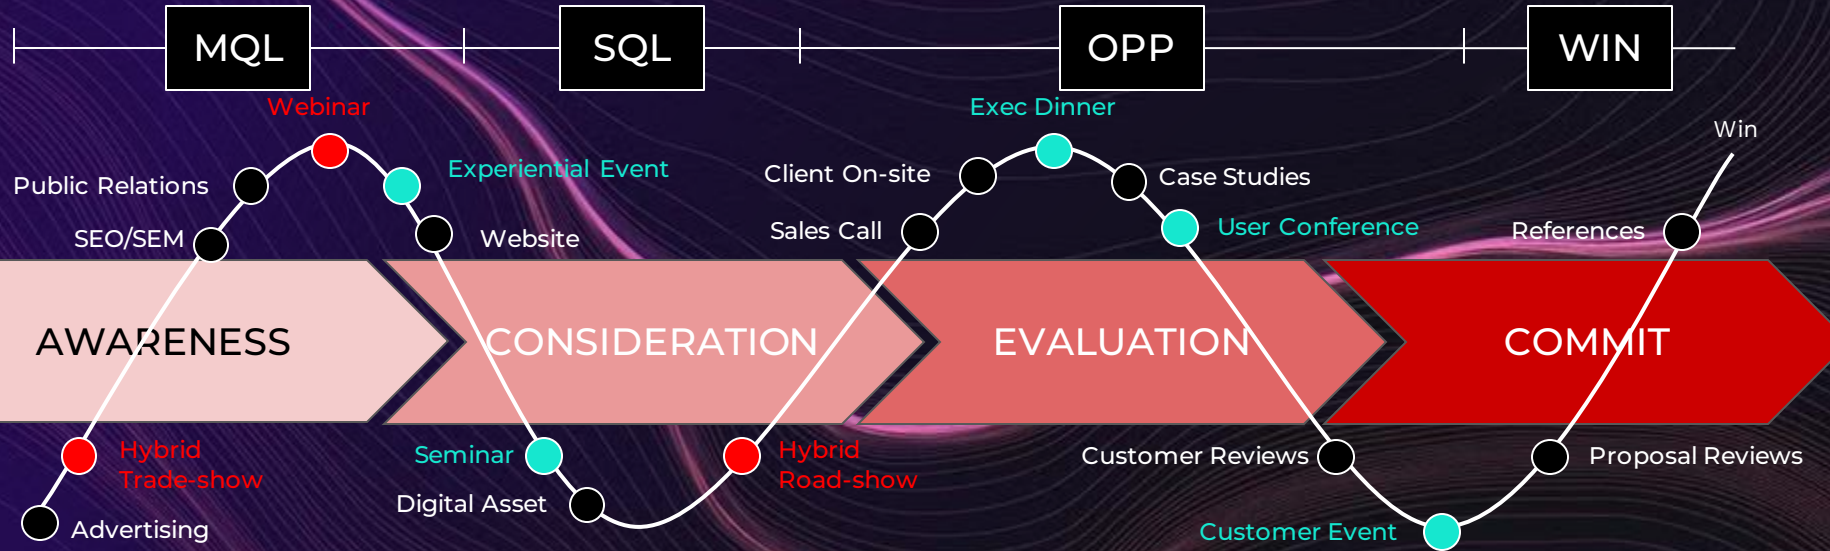 MQL
SQL
OPP
WIN
Webinar
Exec Dinner
Win
Experiential Event
Client On-site
Case Studies
Public Relations
SEO/SEM
Website
Sales Call
User Conference
References
AWARENESS
CONSIDERATION
EVALUATION
COMMIT
Hybrid
Trade-show
Seminar
Hybrid
Road-show
Customer Reviews
Proposal Reviews
Digital Asset
Advertising
Customer Event